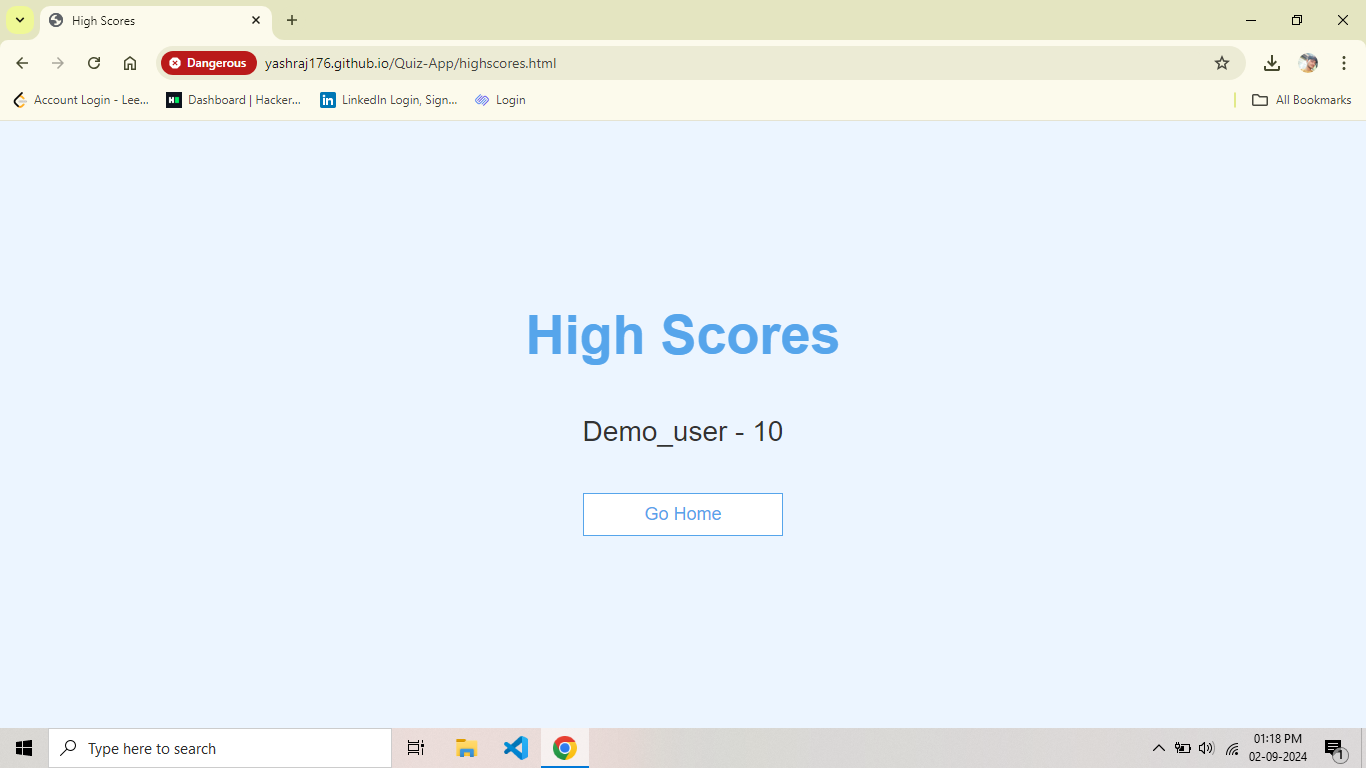 High Scores
Dangerous yashraj176.github.io/Quiz-App/highscores.html
Account Login - Lee... Dashboard | Hacker... LinkedIn Login, Sign... Login All Bookmarks
High Scores
Demo_user - 10
Go Home
Type here to search
01:18 PM
02-09-2024
1